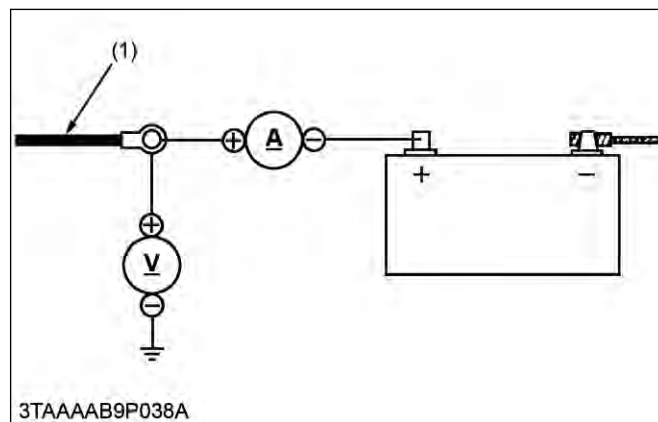 (1)
+ A −
+ −
+
V
−
3TAAAAB9P038A